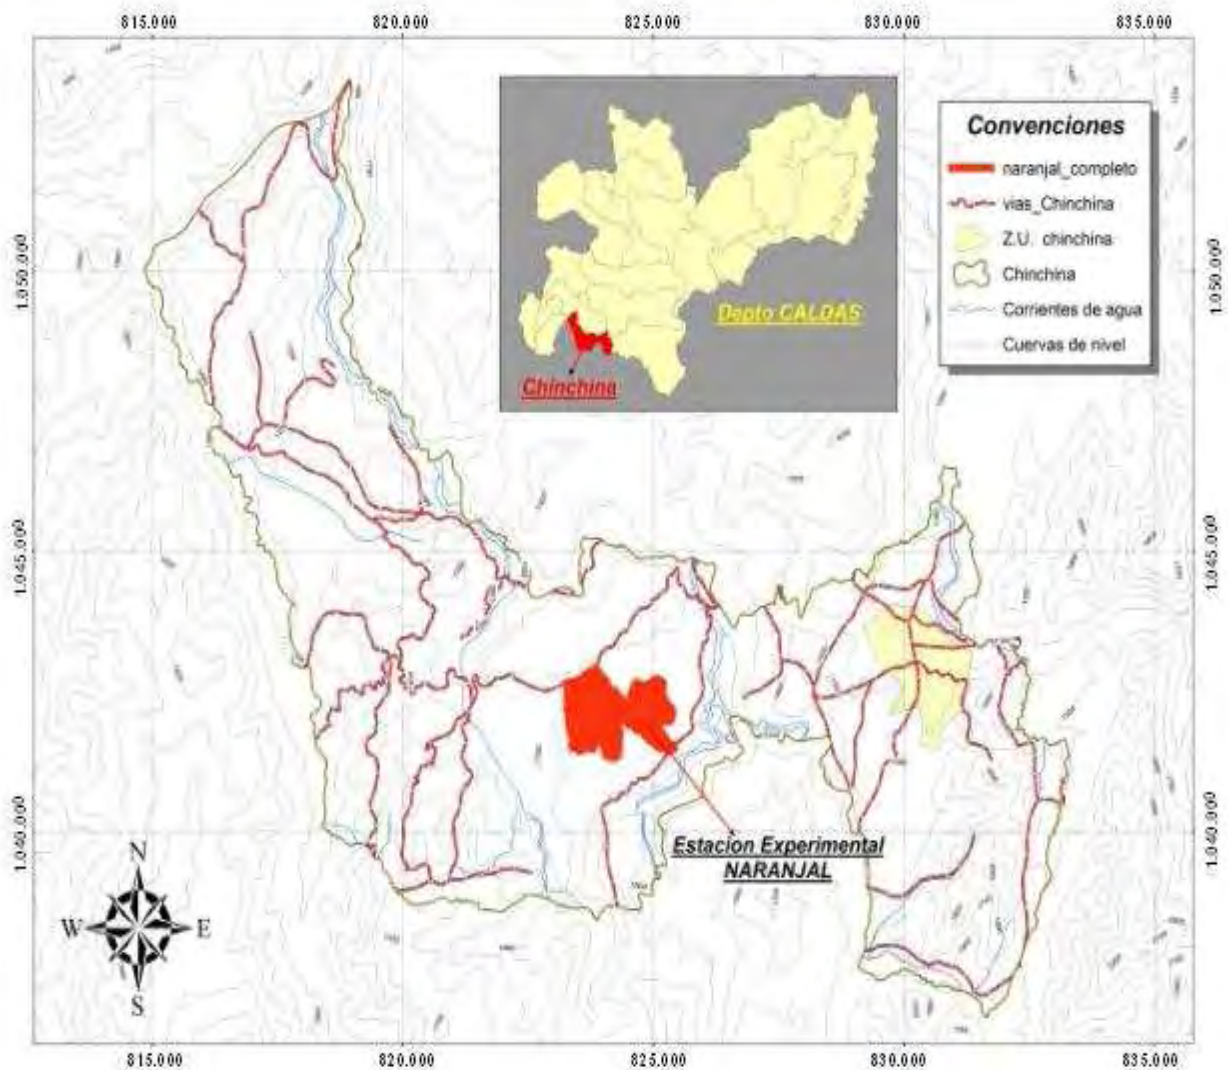 815.000 820.000 825.000 830.000 835.000
Convenciones
naranjal_completo
vias_Chinchina
Z.U. chinchina
Chinchina
Corrientes de agua
Cuervas de nivel
Depto CALDAS
Chinchina
1.050.000 1.050.000
1.045.000 1.045.000
1.040.000 1.040.000
Estacion Experimental
NARANJAL
N
W E
S
815.000 820.000 825.000 830.000 835.000